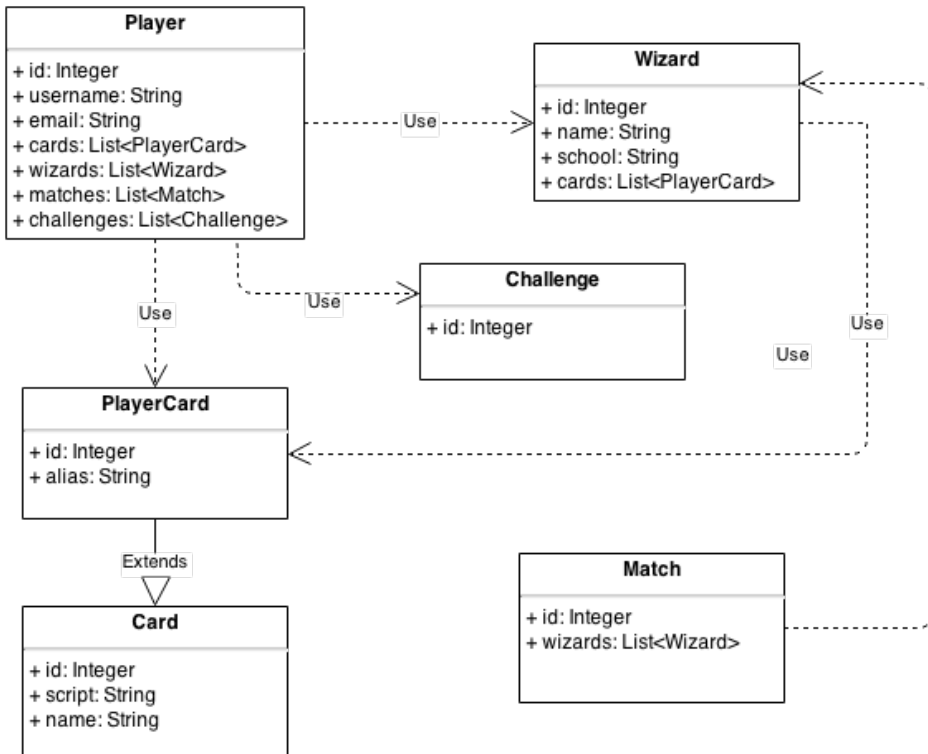 Player
+ id: Integer
+ username: String
+ email: String
+ cards: List<PlayerCard>
+ wizards: List<Wizard>
+ matches: List<Match>
+ challenges: List<Challenge>
Use
Wizard
+ id: Integer
+ name: String
+ school: String
+ cards: List<PlayerCard>
Use
Use
Challenge
+ id: Integer
Use
Use
PlayerCard
+ id: Integer
+ alias: String
Extends
Card
+ id: Integer
+ script: String
+ name: String
Match
+ id: Integer
+ wizards: List<Wizard>